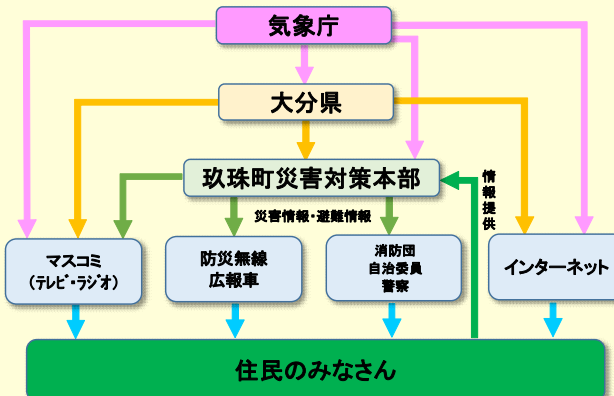 気象庁
大分県
玖珠町災害対策本部
情報提供
災害情報・避難情報
マスコミ
(テレビ・ラジオ)
防災無線
広報車
消防団
自治委員
警察
インターネット
住民のみなさん